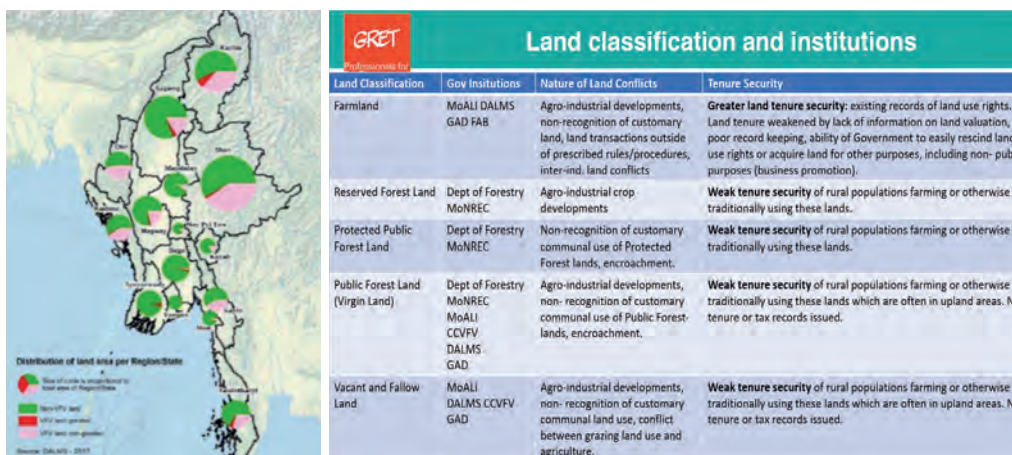 Kachin
Sagaing
Chin
Mandalay
Shan
Magway
Nay Pyi Taw
Kayah
Bago
Distribution of land area per Region/State
Size of circle is proportional to
total area of Region/State
Non-VFV land
VFV land granted
VFV land non-granted
Source: DALMS - 2017
GRET
Professionals for
Land classification and institutions
Land Classification
Gov Insitutions
Nature of Land Conflicts
Tenure Security
Farmland
MoALI DALMS
GAD FAB
Agro-industrial developments,
non-recognition of customary
land, land transactions outside
of prescribed rules/procedures,
inter-ind. land conflicts
Greater land tenure security: existing records of land use rights.
Land tenure weakened by lack of information on land valuation,
poor record keeping, ability of Government to easily rescind land
use rights or acquire land for other purposes, including non- pub
purposes (business promotion).
Reserved Forest Land
Dept of Forestry
MoNREC
Agro-industrial crop
developments
Weak tenure security of rural populations farming or otherwise
traditionally using these lands.
Protected Public
Forest Land
Dept of Forestry
MoNREC
Non-recognition of customary
communal use of Protected
Forest lands, encroachment.
Weak tenure security of rural populations farming or otherwise
traditionally using these lands.
Public Forest Land
(Virgin Land)
Dept of Forestry
MoNREC
MoALI
CCVFV
DALMS
GAD
Agro-industrial developments,
non- recognition of customary
communal use of Public Forest-
lands, encroachment.
Weak tenure security of rural populations farming or otherwise
traditionally using these lands which are often in upland areas. N
tenure or tax records issued.
Vacant and Fallow
Land
MoALI
DALMS CCVFV
GAD
Agro-industrial developments,
non- recognition of customary
communal land use, conflict
between grazing land use and
agriculture.
Weak tenure security of rural populations farming or otherwise
traditionally using these lands which are often in upland areas. N
tenure or tax records issued.